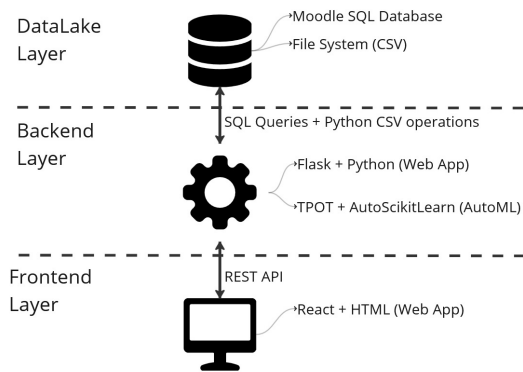 DataLake
Layer
Moodle SQL Database
File System (CSV)
SQL Queries + Python CSV operations
Backend
Layer
Flask + Python (Web App)
TPOT + AutoScikitLearn (AutoML)
REST API
Frontend
Layer
React + HTML (Web App)